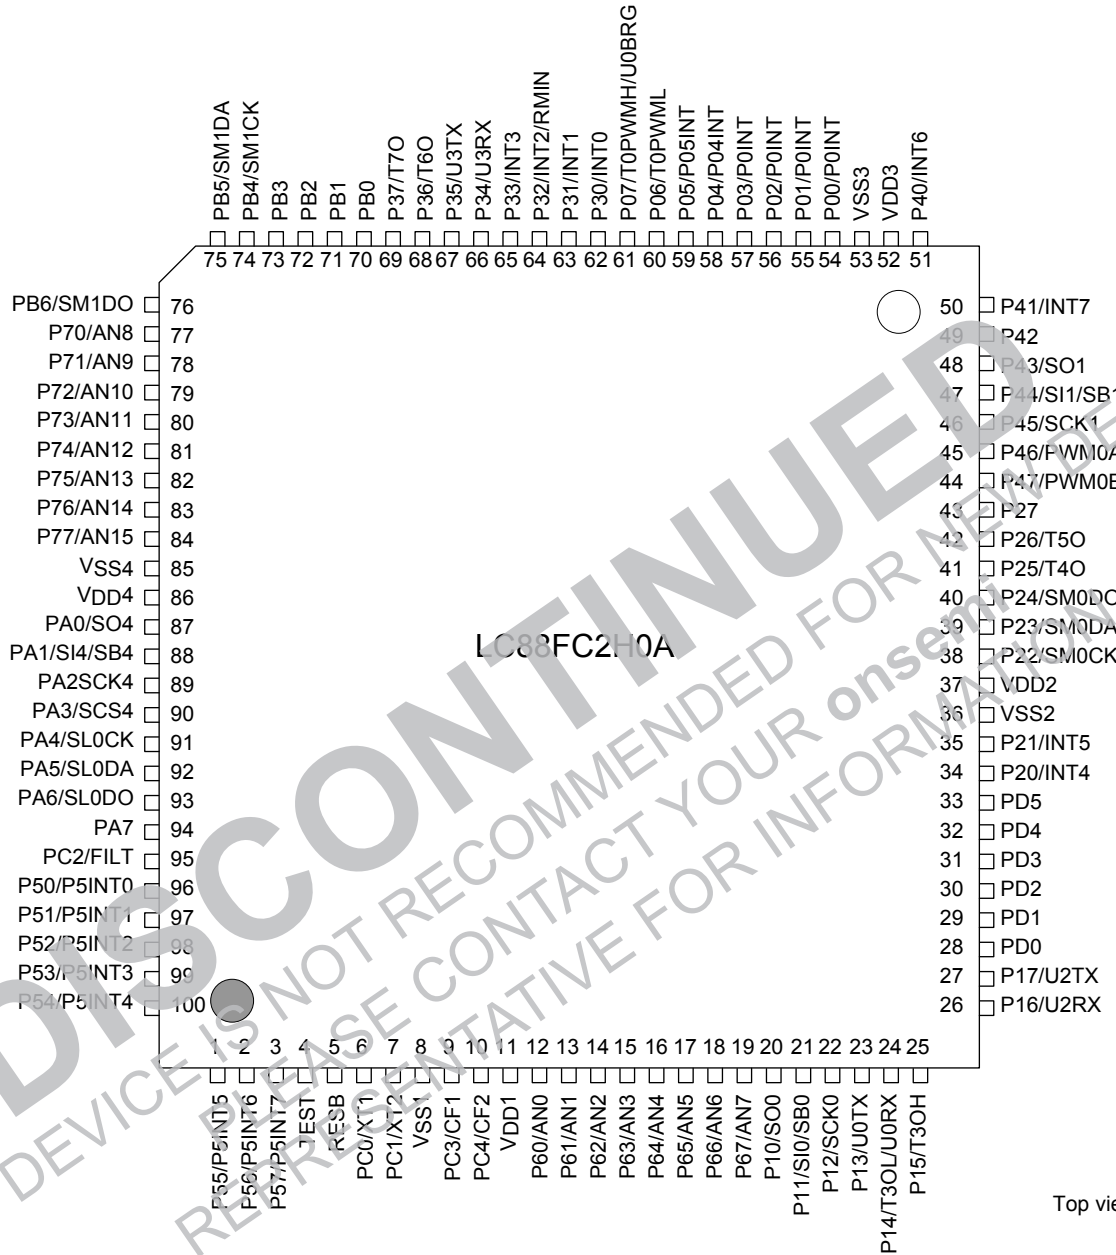 PB5/SM1DA
PB4/SM1CK
PB3
PB2
PB1
PB0
P37/T7O
P36/T6O
P35/U3TX
P34/U3RX
P33/INT3
P32/INT2/RMIN
P31/INT1
P30/INT0
P07/T0PWMH/U0BRG
P06/T0PWML
P05/P05INT
P04/P04INT
P03/P0INT
P02/P0INT
P01/P0INT
P00/P0INT
VSS3
VDD3
P40/INT6
75 74 73 72 71 70 69 68 67 66 65 64 63 62 61 60 59 58 57 56 55 54 53 52 51
PB6/SM1DO 76
P70/AN8 77
P71/AN9 78
P72/AN10 79
P73/AN11 80
P74/AN12 81
P75/AN13 82
P76/AN14 83
P77/AN15 84
VSS4 85
VDD4 86
PA0/SO4 87
PA1/SI4/SB4 88
PA2SCK4 89
PA3/SCS4 90
PA4/SL0CK 91
PA5/SL0DA 92
PA6/SL0DO 93
PA7 94
PC2/FILT 95
P50/P5INT0 96
P51/P5INT1 97
P52/P5INT2 98
P53/P5INT3 99
P54/P5INT4 100
LC88FC2H0A
50 P41/INT7
49 P42
48 P43/SO1
47 P44/SI1/SB1
46 P45/SCK1
45 P46/PWM0A
44 P47/PWM0B
43 P27
42 P26/T5O
41 P25/T4O
40 P24/SM0DO
39 P23/SM0DA
38 P22/SM0CK
37 VDD2
36 VSS2
35 P21/INT5
34 P20/INT4
33 PD5
32 PD4
31 PD3
30 PD2
29 PD1
28 PD0
27 P17/U2TX
26 P16/U2RX
1 2 3 4 5 6 7 8 9 10 11 12 13 14 15 16 17 18 19 20 21 22 23 24 25
P55/P5INT5
P56/P5INT6
P57/P5INT7
TEST
RESB
PC0/XT1
PC1/XT2
VSS1
PC3/CF1
PC4/CF2
VDD1
P60/AN0
P61/AN1
P62/AN2
P63/AN3
P64/AN4
P65/AN5
P66/AN6
P67/AN7
P10/SO0
P11/SI0/SB0
P12/SCK0
P13/U0TX
P14/T3OL/U0RX
P15/T3OH
Top
DISCONTINUED
DEVICE IS NOT RECOMMENDED FOR NEW
PLEASE CONTACT YOUR onsemi
REPRESENTATIVE FOR INFORMATION